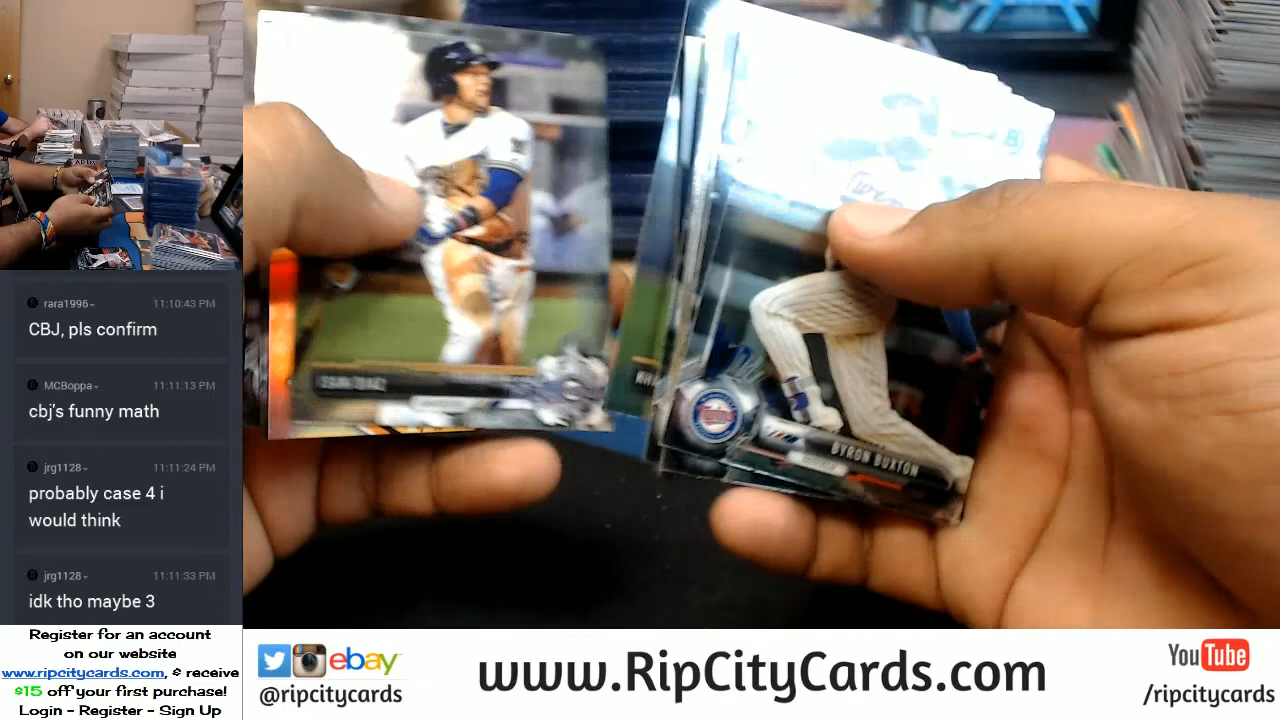 rara1996- 11:10:43 PM
CBJ, pls confirm
MCBoppa- 11:11:13 PM
cbj's funny math
jrg1128- 11:11:24 PM
probably case 4 i
would think
jrg1128- 11:11:33 PM
idk tho maybe 3
Register for an account
on our website
www.ripcitycards.com, & receive
$15 off your first purchase!
Login - Register - Sign Up
BYRON BUXTON
Twins
B
ebay
@ripcitycards
www.RipCityCards.com
YouTube
/ripcitycards